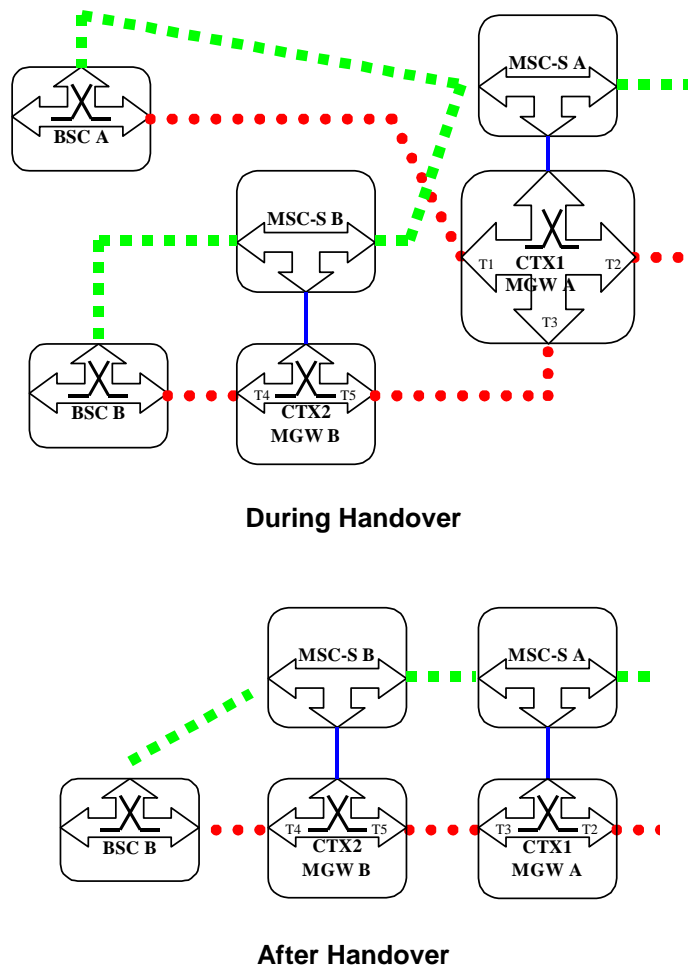 MSC-S A
BSC A
MSC-S B
T1
CTX1
T2
MGW A
T3
BSC B
T4
T5
CTX2
MGW B
During Handover
MSC-S B
MSC-S A
BSC B
T4
T5
CTX2
MGW B
T3
T2
CTX1
MGW A
After Handover